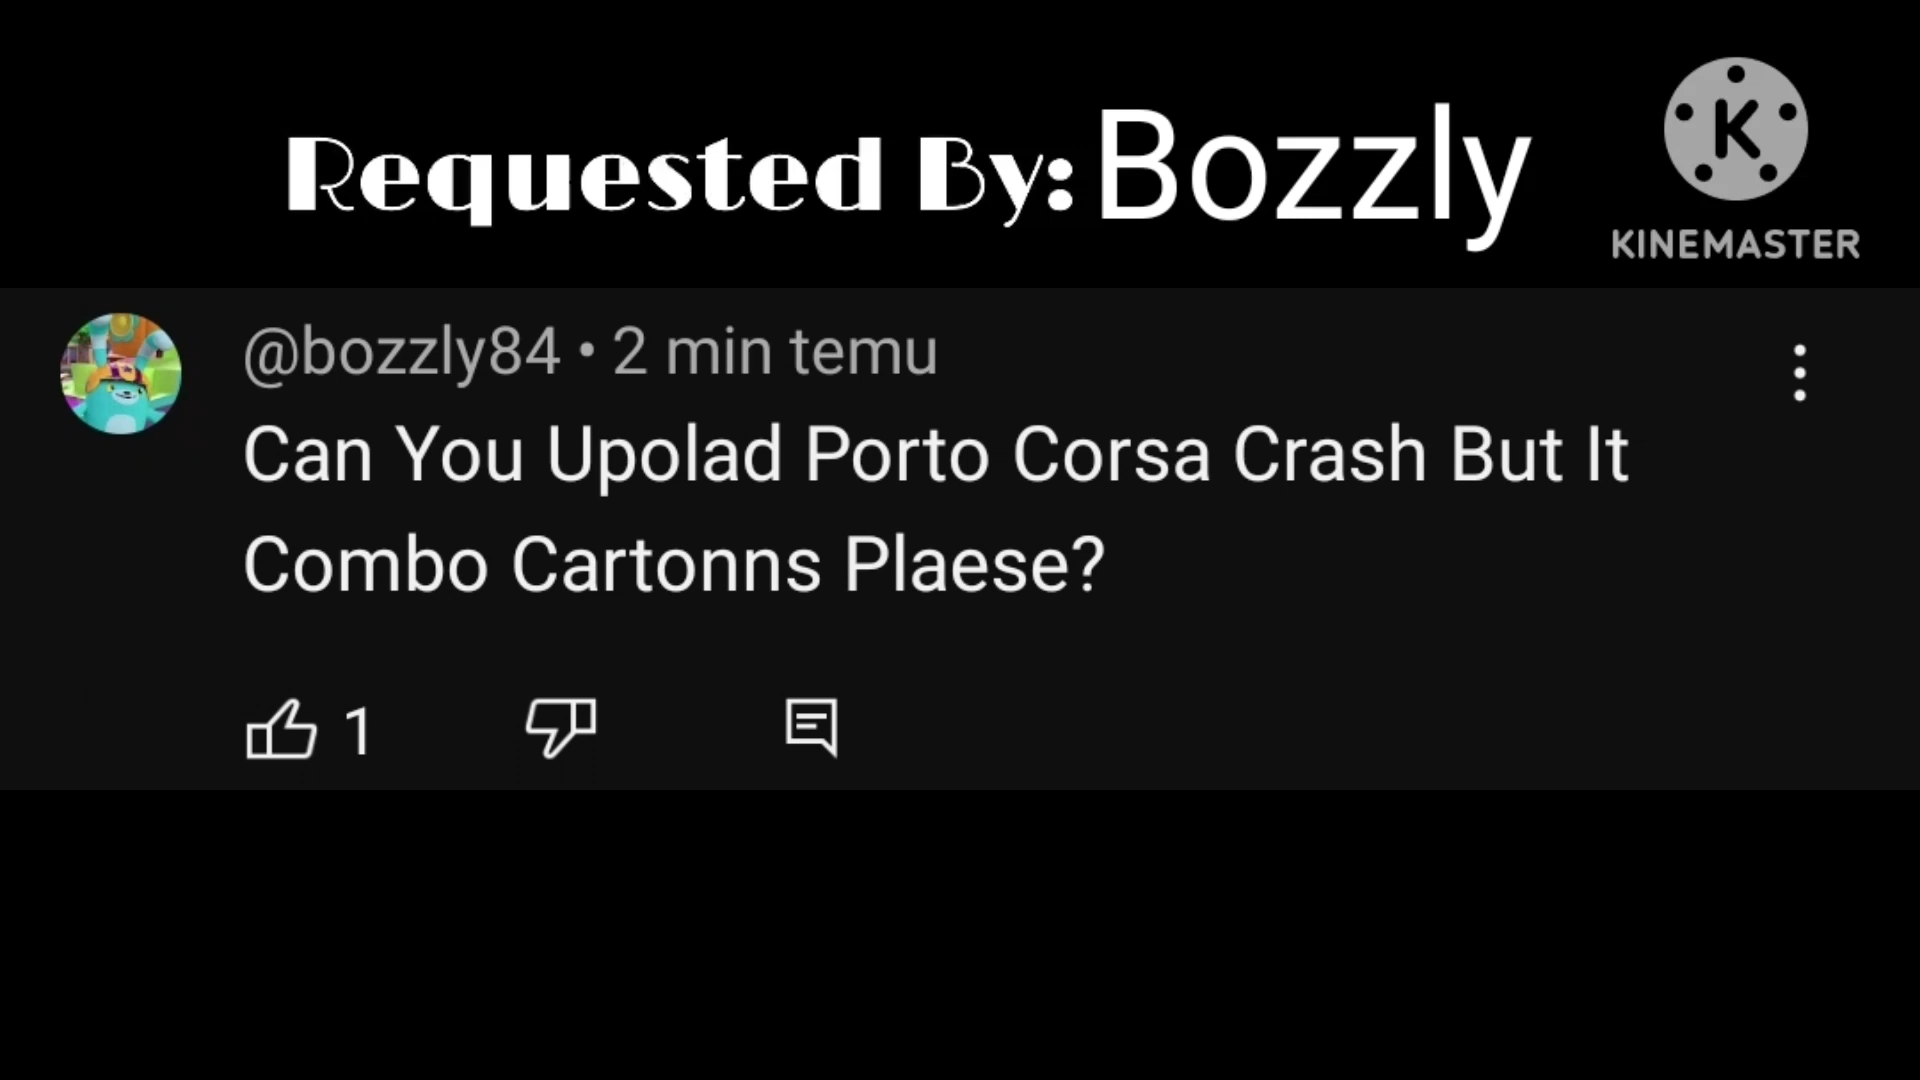 Requested By: Bozzly
K
KINEMASTER
@bozzly84 • 2 min temu
Can You Upolad Porto Corsa Crash But It
Combo Cartonns Plaese?
1